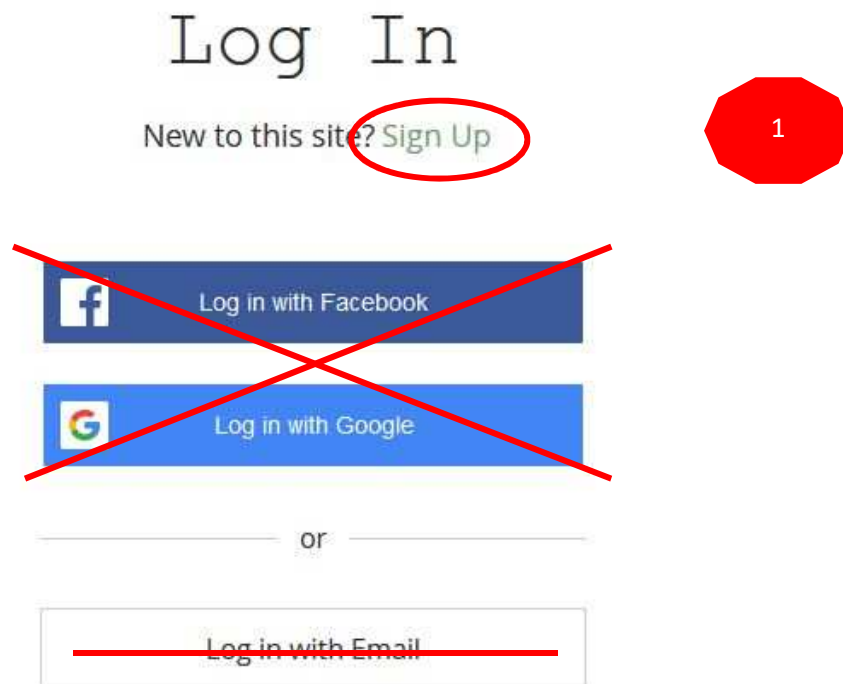 Log In
New to this site? Sign Up
1
Log in with Facebook
Log in with Google
or
Log in with Email